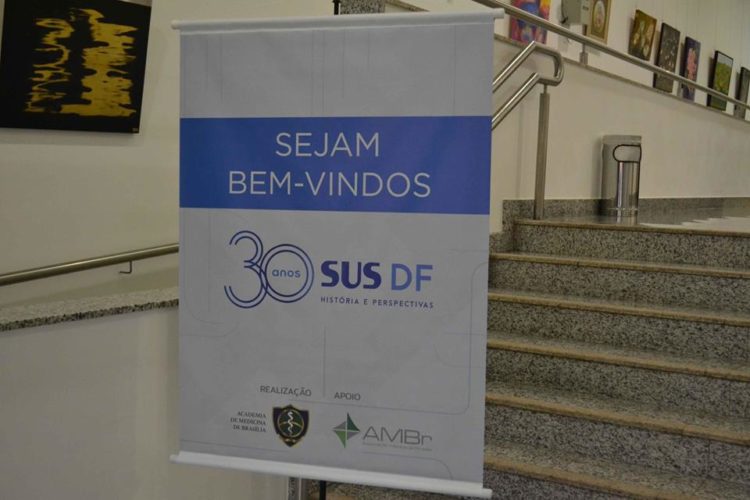 SEJAM
BEM-VINDOS
30 anos SUS DF
HISTÓRIA E PERSPECTIVAS
REALIZAÇÃO
APOIO
ACADEMIA
DE MEDICINA
DE BRASÍLIA
AMBr